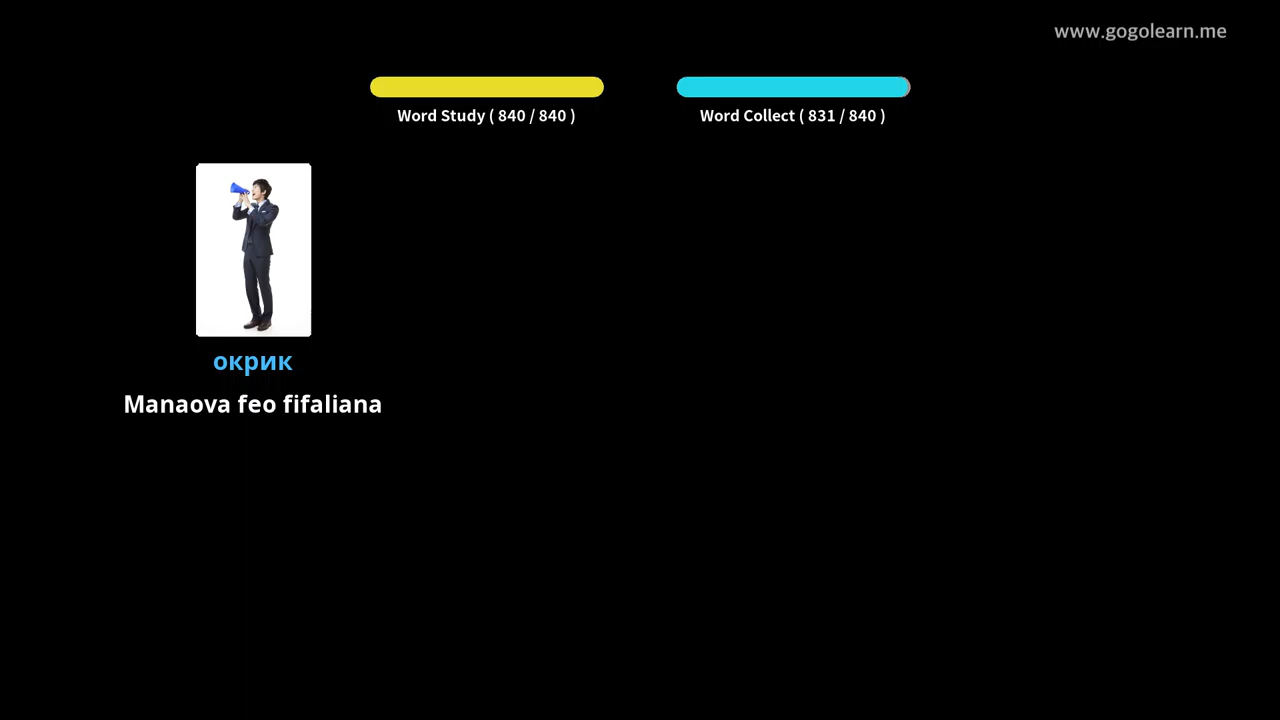 www.gogolearn.me
Word Study ( 840 / 840 )
Word Collect ( 831 / 840 )
окрик
Manaova feo fifaliana